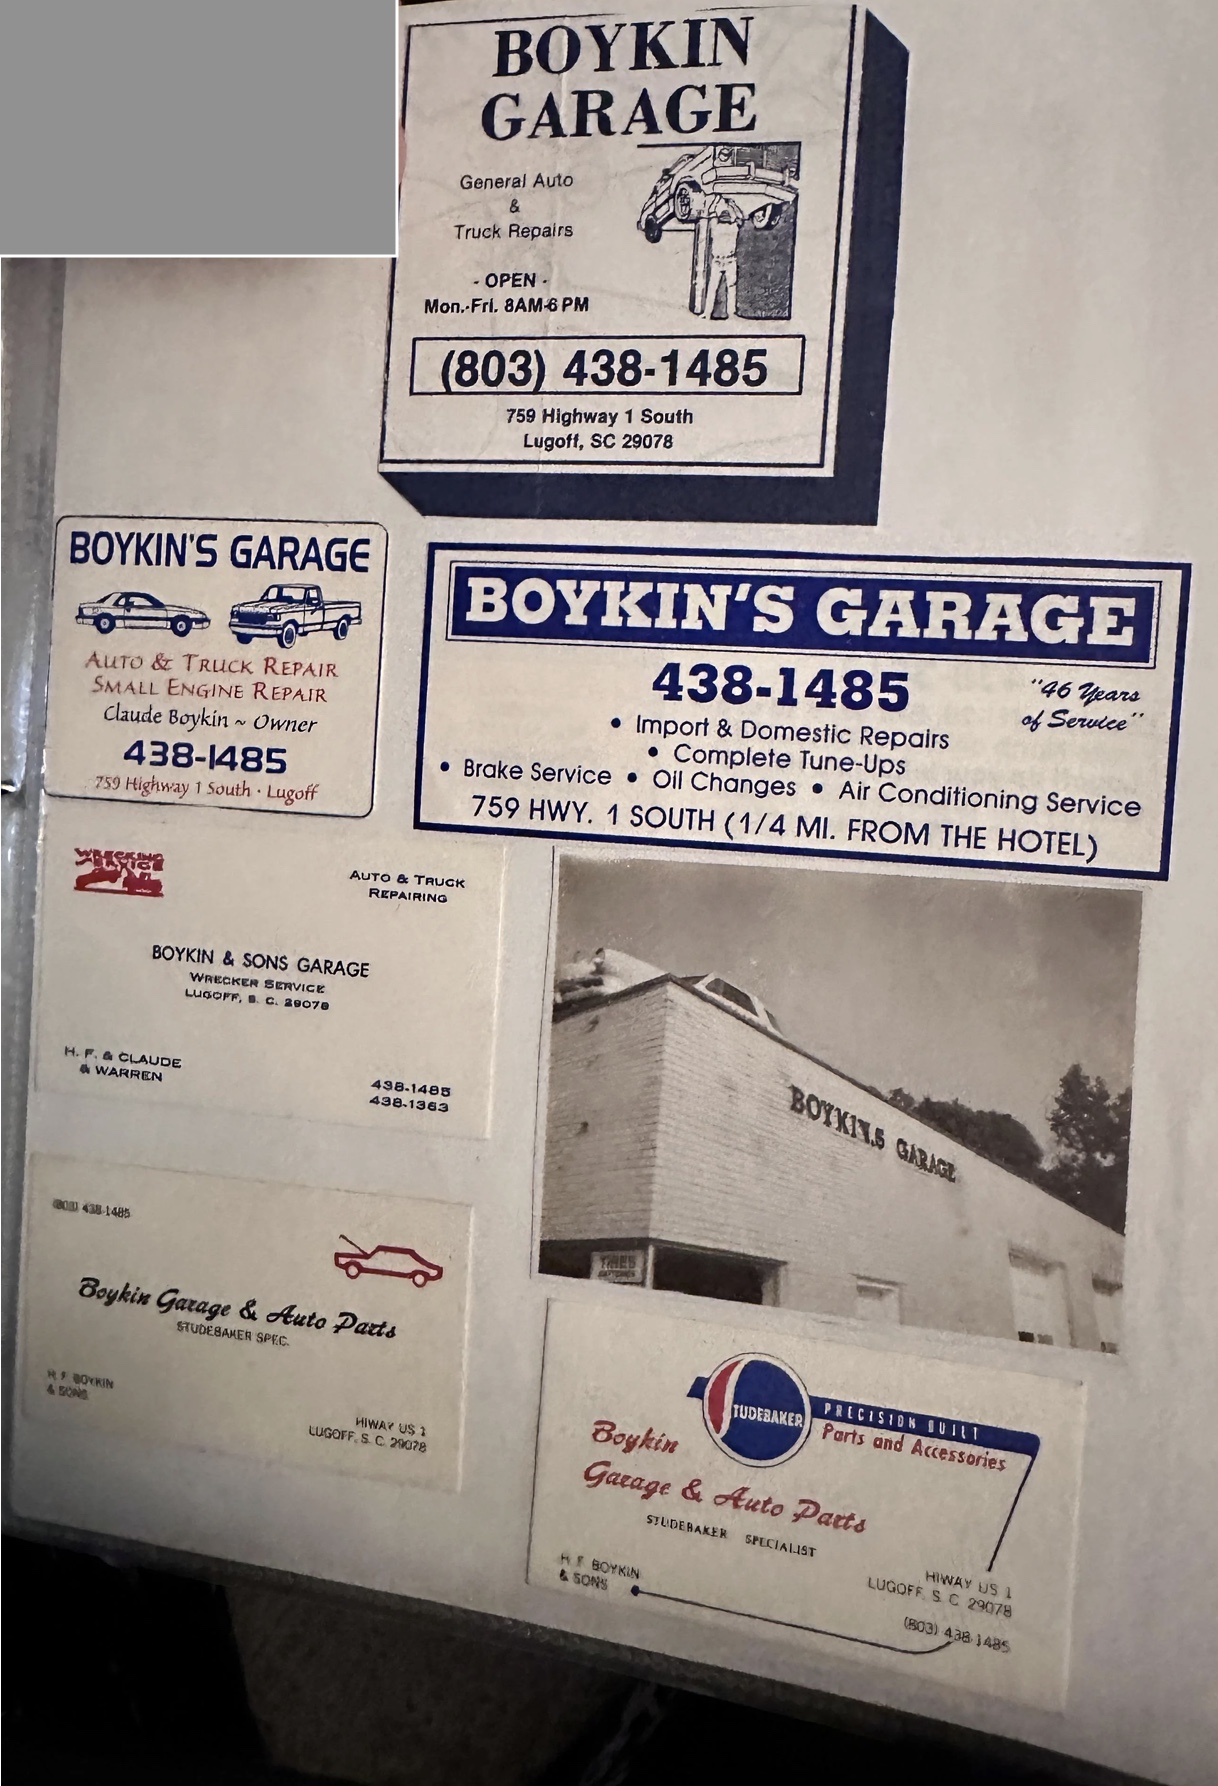 BOYKIN
GARAGE
General Auto
&
Truck Repairs
- OPEN -
Mon.-Fri. 8AM-6 PM
(803) 438-1485
759 Highway 1 South
Lugoff, SC 29078
BOYKIN'S GARAGE
AUTO & TRUCK REPAIR
SMALL ENGINE REPAIR
Claude Boykin ~ Owner
438-1485
759 Highway 1 South · Lugoff
BOYKIN'S GARAGE
438-1485
"46 Years
of Service"
• Import & Domestic Repairs
• Complete Tune-Ups
• Brake Service • Oil Changes • Air Conditioning Service
759 HWY. 1 SOUTH (1/4 MI. FROM THE HOTEL)
WRECKING
SERVICE
AUTO & TRUCK
REPAIRING
BOYKIN & SONS GARAGE
WRECKER SERVICE
LUGOFF, S. C. 29078
H. F. & CLAUDE
& WARREN
438-1485
438-1363
BOYKIN'S GARAGE
TIRES
(803) 438-1485
Boykin Garage & Auto Parts
STUDEBAKER SPEC.
H. F. BOYKIN
& SONS
HIWAY US 1
LUGOFF, S. C. 29078
STUDEBAKER
PRECISION BUILT
Parts and Accessories
Boykin
Garage & Auto Parts
STUDEBAKER SPECIALIST
H. F. BOYKIN
& SONS
HIWAY US 1
LUGOFF, S. C. 29078
(803) 438-1485